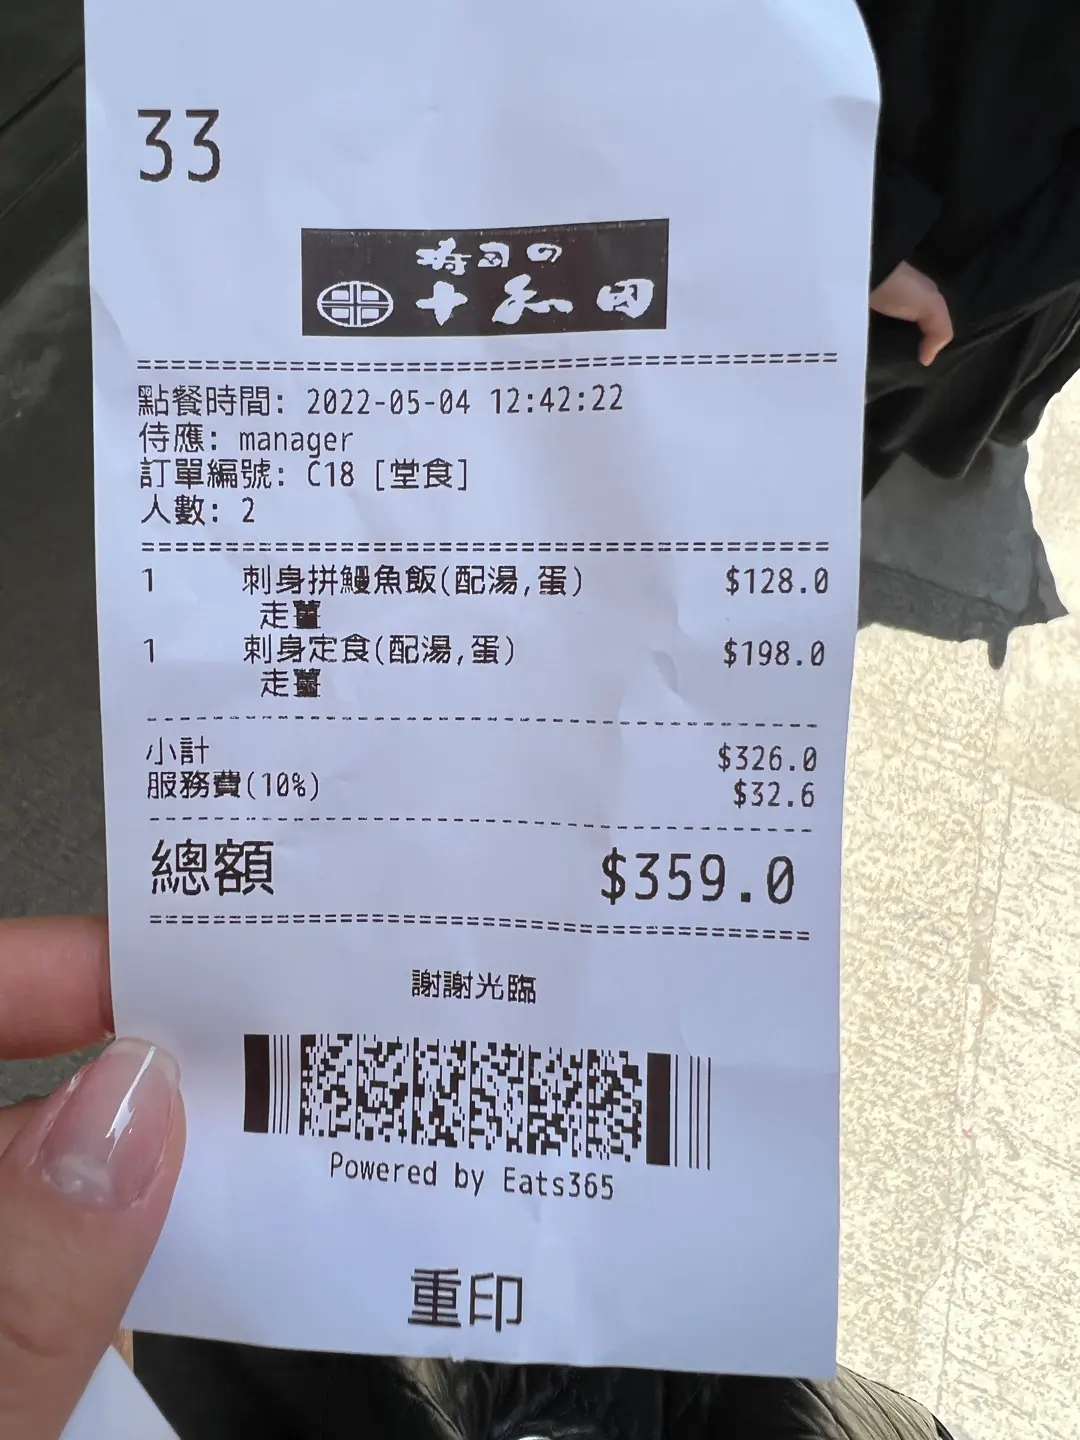 33
寿司の
十和田
點餐時間: 2022-05-04 12:42:22
侍應: manager
訂單編號: C18 [堂食]
人數: 2
1 刺身拼鰻魚飯(配湯,蛋) $128.0
走薑
1 刺身定食(配湯,蛋) $198.0
走薑
小計 $326.0
服務費(10%) $32.6
總額 $359.0
謝謝光臨
Powered by Eats365
重印